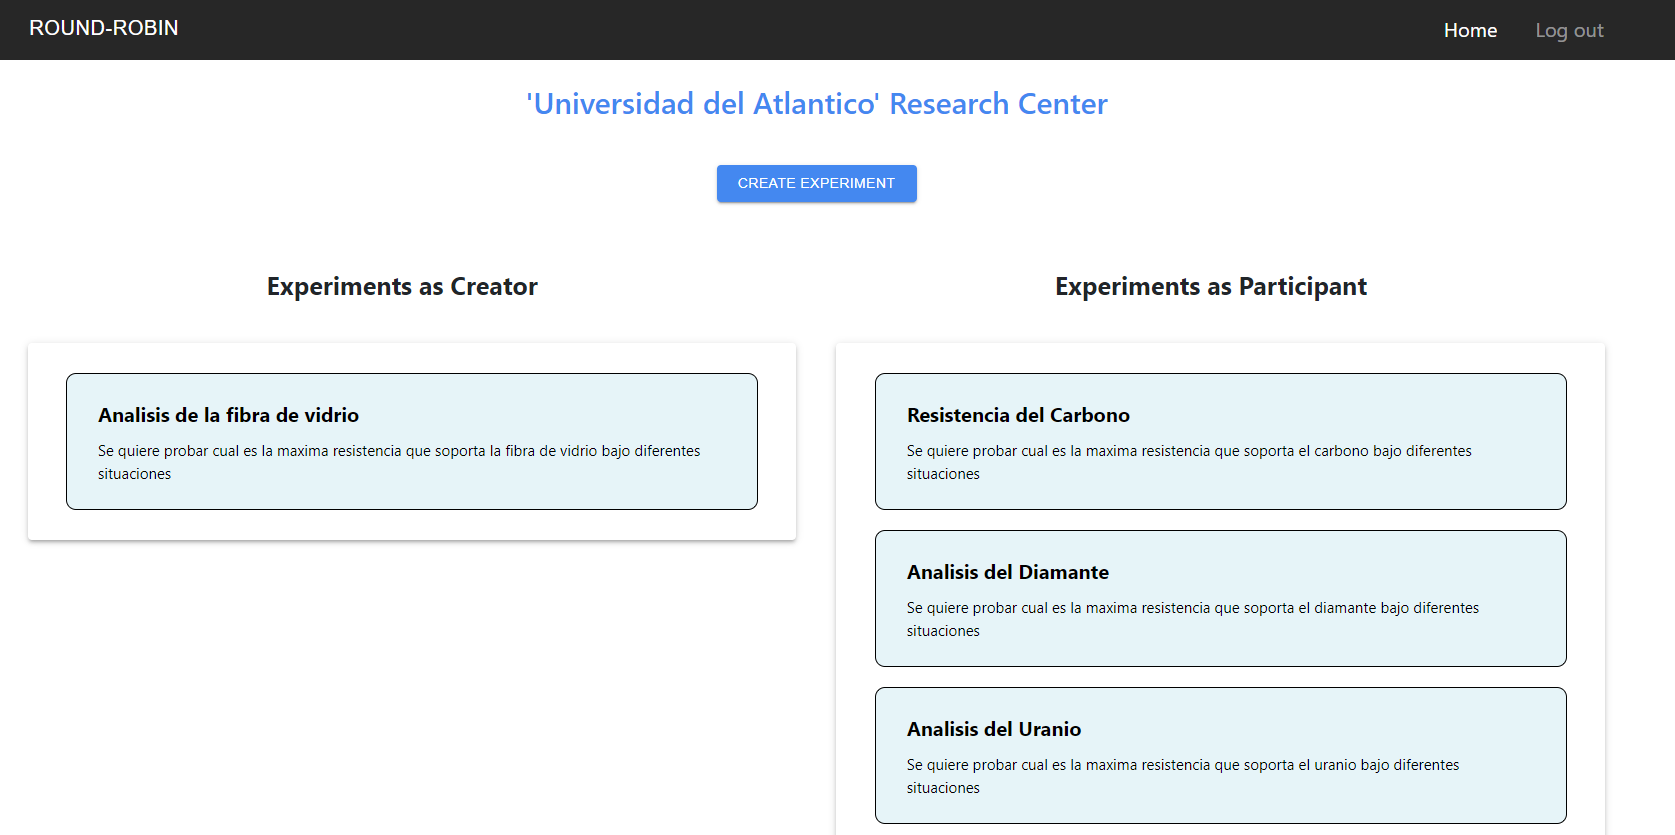 ROUND-ROBIN
Home
Log out
'Universidad del Atlantico' Research Center
CREATE EXPERIMENT
Experiments as Creator
Analisis de la fibra de vidrio
Se quiere probar cual es la maxima resistencia que soporta la fibra de vidrio bajo diferentes
situaciones
Experiments as Participant
Resistencia del Carbono
Se quiere probar cual es la maxima resistencia que soporta el carbono bajo diferentes
situaciones
Analisis del Diamante
Se quiere probar cual es la maxima resistencia que soporta el diamante bajo diferentes
situaciones
Analisis del Uranio
Se quiere probar cual es la maxima resistencia que soporta el uranio bajo diferentes
situaciones